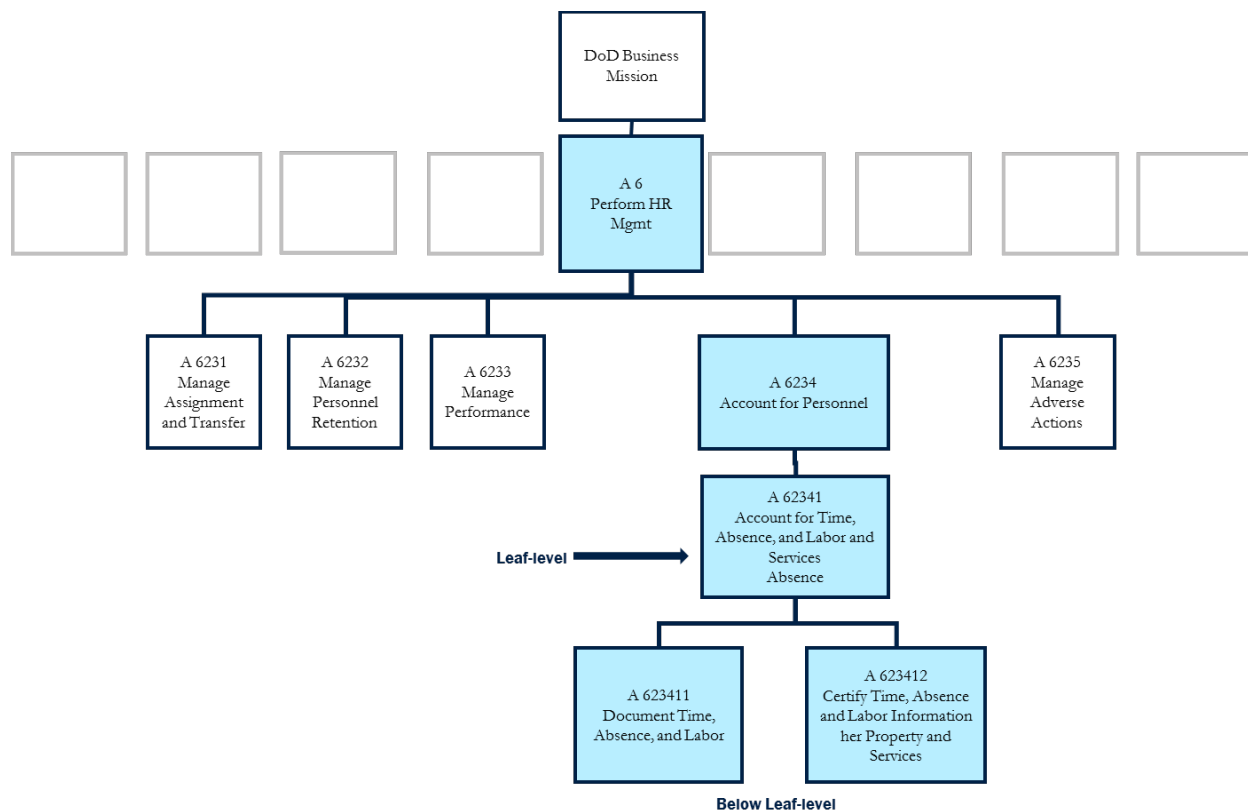 DoD Business
Mission
A 6
Perform HR
Mgmt
A 6231
Manage
Assignment
and Transfer
A 6232
Manage
Personnel
Retention
A 6233
Manage
Performance
A 6234
Account for Personnel
A 6235
Manage
Adverse
Actions
A 62341
Account for Time,
Absence, and Labor and
Services
Absence
Leaf-level
A 623411
Document Time,
Absence, and Labor
A 623412
Certify Time, Absence
and Labor Information
her Property and
Services
Below Leaf-level